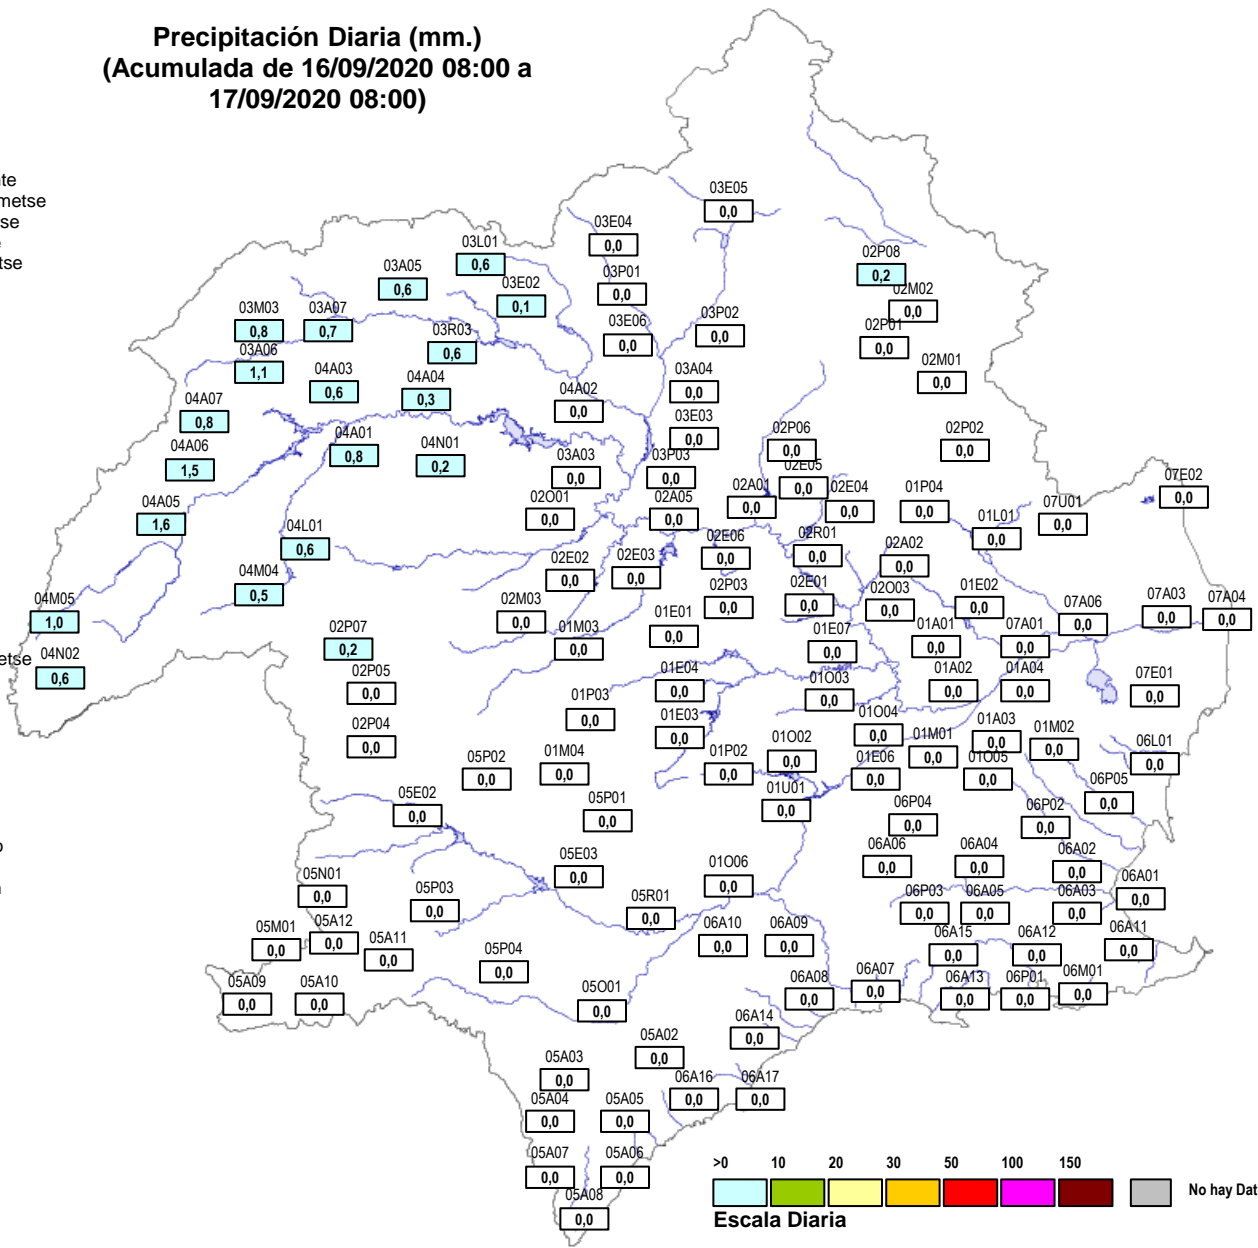 Precipitación Diaria (mm.)
(Acumulada de 16/09/2020 08:00 a
17/09/2020 08:00)
te
metse
se
tse
03E05
0,0
03E04
0,0
03L01
0,6
02P08
0,2
03A05
0,6
03P01
0,0
03E02
0,1
02M02
0,0
03M03
0,8
03A07
0,7
03P02
0,0
03E06
0,0
03R03
0,6
02P01
0,0
03A06
1,1
04A03
0,6
04A04
0,3
03A04
0,0
02M01
0,0
04A02
0,0
04A07
0,8
03E03
0,0
04A01
0,8
04N01
0,2
02P06
0,0
02P02
0,0
04A06
1,5
03A03
0,0
03P03
0,0
02E05
0,0
07E02
0,0
02A01
0,0
02E04
0,0
01P04
0,0
04A05
1,6
02O01
0,0
02A05
0,0
07U01
0,0
01L01
0,0
04L01
0,6
02E06
0,0
02R01
0,0
02A02
0,0
02E02
0,0
02E03
0,0
04M04
0,5
02P03
0,0
02E01
0,0
02O03
0,0
01E02
0,0
04M05
1,0
02M03
0,0
07A06
0,0
07A03
0,0
07A04
0,0
01E01
0,0
02P07
0,2
01M03
0,0
01E07
0,0
01A01
0,0
07A01
0,0
etse
04N02
0,6
02P05
0,0
01E04
0,0
01O03
0,0
01A02
0,0
01A04
0,0
07E01
0,0
01P03
0,0
01E03
0,0
01O04
0,0
01A03
0,0
01M02
0,0
02P04
0,0
01M01
0,0
01O02
0,0
06L01
0,0
05P02
0,0
01M04
0,0
01P02
0,0
01E06
0,0
01O05
0,0
05E02
0,0
05P01
0,0
01U01
0,0
06P05
0,0
06P04
0,0
06P02
0,0
o
05E03
0,0
06A06
0,0
06A04
0,0
06A02
0,0
05N01
0,0
01O06
0,0
06A01
0,0
05P03
0,0
05R01
0,0
06P03
0,0
06A05
0,0
06A03
0,0
05M01
0,0
05A12
0,0
05A11
0,0
06A10
0,0
06A09
0,0
06A15
0,0
06A12
0,0
06A11
0,0
05P04
0,0
05A09
0,0
05A10
0,0
05O01
0,0
06A08
0,0
06A07
0,0
06A13
0,0
06P01
0,0
06M01
0,0
06A14
0,0
05A02
0,0
05A03
0,0
06A16
0,0
06A17
0,0
05A04
0,0
05A05
0,0
05A07
0,0
05A06
0,0
05A08
0,0
>0 10 20 30 50 100 150
No hay Dat
Escala Diaria